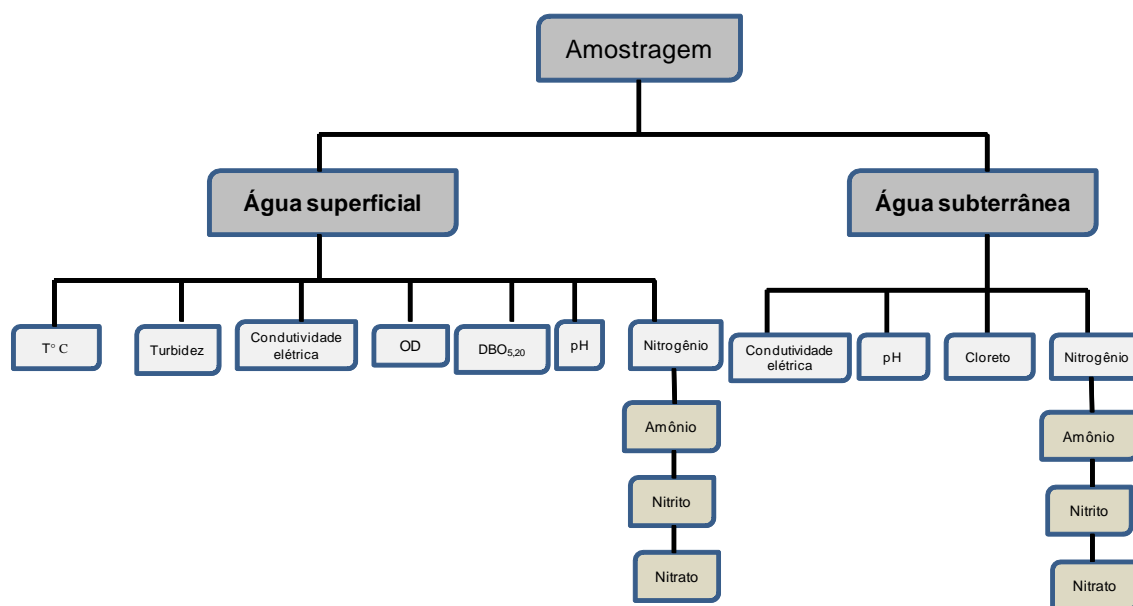 Amostragem
Água superficial
Água subterrânea
T° C
Turbidez
Condutividade
elétrica
OD
DBO5,20
pH
Nitrogênio
Condutividade
elétrica
pH
Cloreto
Nitrogênio
Amônio
Nitrito
Nitrato
Amônio
Nitrito
Nitrato